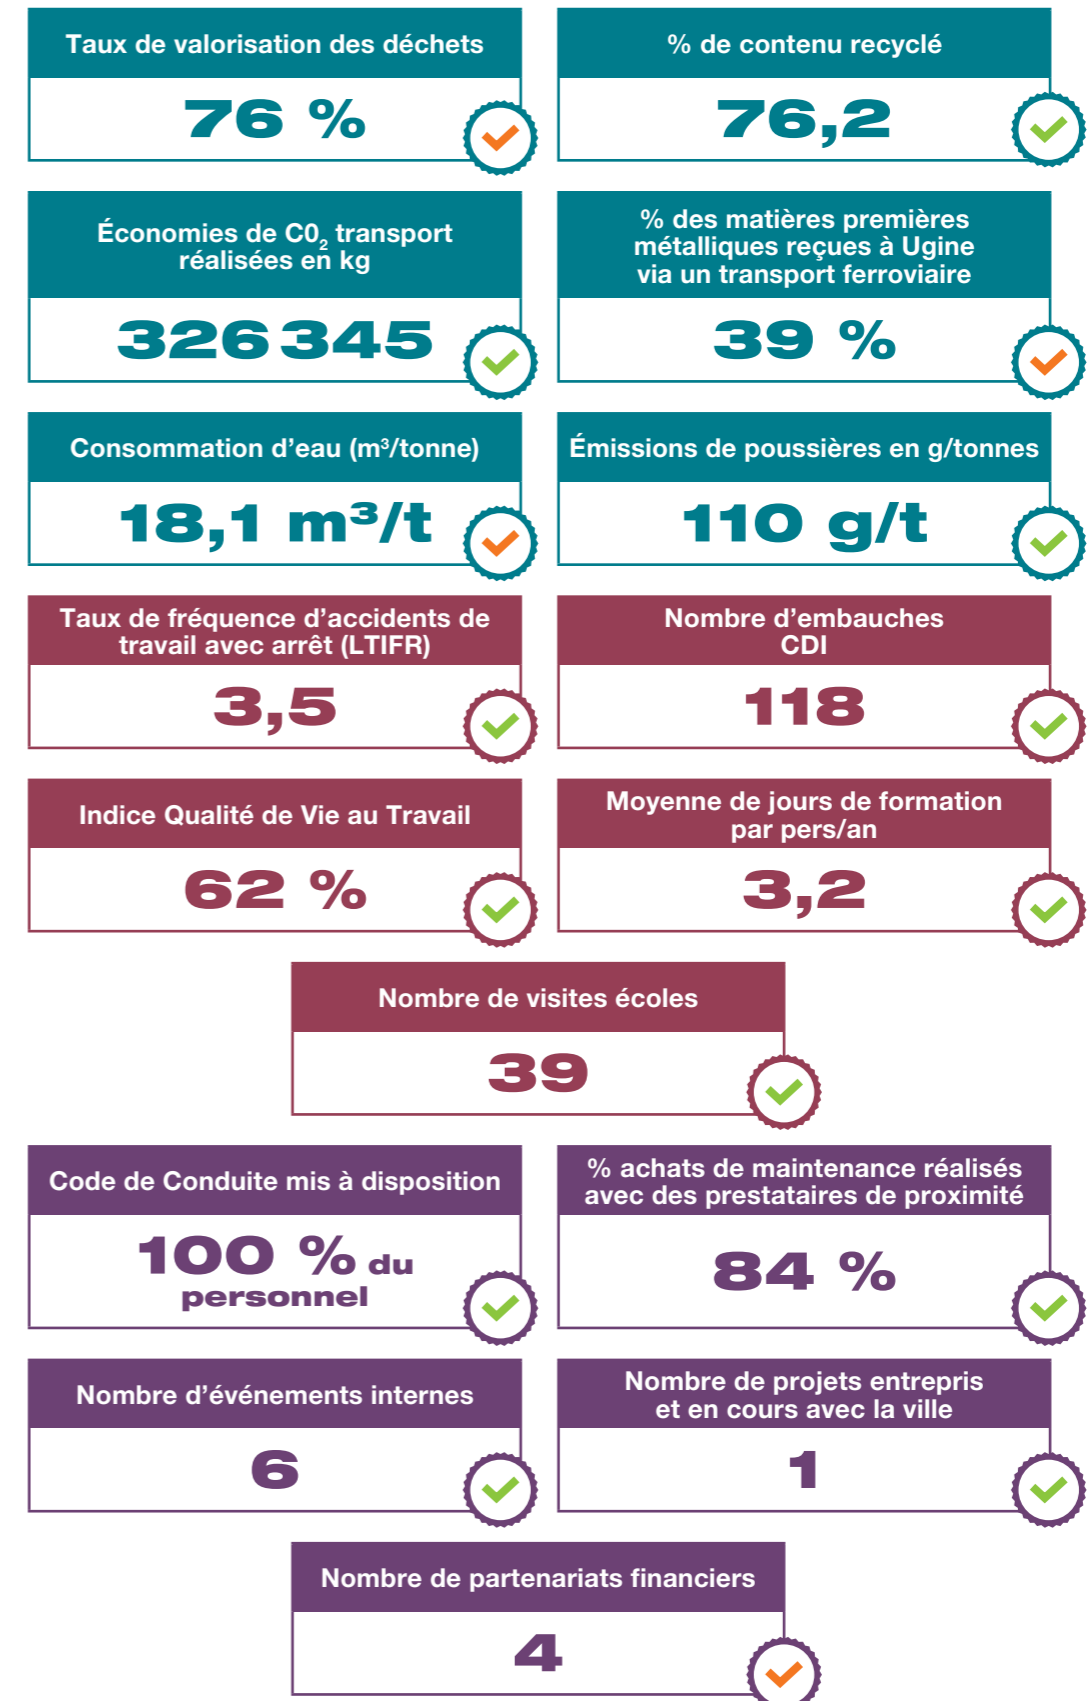 Taux de valorisation des déchets
76 %
% de contenu recyclé
76,2
Économies de C0₂ transport
réalisées en kg
326 345
% des matières premières
métalliques reçues à Ugine
via un transport ferroviaire
39 %
Consommation d’eau (m³/tonne)
18,1 m³/t
Émissions de poussières en g/tonnes
110 g/t
Taux de fréquence d’accidents de
travail avec arrêt (LTIFR)
3,5
Nombre d’embauches
CDI
118
Indice Qualité de Vie au Travail
62 %
Moyenne de jours de formation
par pers/an
3,2
Nombre de visites écoles
39
Code de Conduite mis à disposition
100 % du
personnel
% achats de maintenance réalisés
avec des prestataires de proximité
84 %
Nombre d’événements internes
6
Nombre de projets entrepris
et en cours avec la ville
1
Nombre de partenariats financiers
4